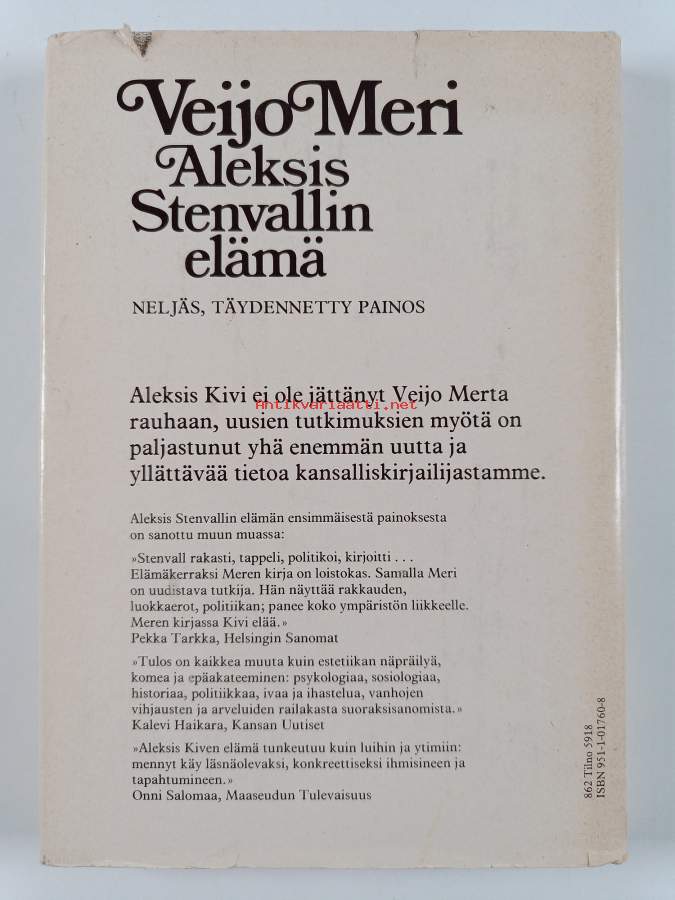 Veijo Meri
Aleksis
Stenvallin
elämä
NELJÄS, TÄYDENNETTY PAINOS
Aleksis Kivi ei ole jättänyt Veijo Merta
Antikvariaatti.net
rauhaan, uusien tutkimuksien myötä on
paljastunut yhä enemmän uutta ja
yllättävää tietoa kansalliskirjailijastamme.
Aleksis Stenvallin elämän ensimmäisestä painoksesta
on sanottu muun muassa:
»Stenvall rakasti, tappeli, politikoi, kirjoitti . . .
Elämäkerraksi Meren kirja on loistokas. Samalla Meri
on uudistava tutkija. Hän näyttää rakkauden,
luokkaerot, politiikan; panee koko ympäristön liikkeelle.
Meren kirjassa Kivi elää.»
Pekka Tarkka, Helsingin Sanomat
»Tulos on kaikkea muuta kuin estetiikan näpräilyä,
komea ja epäakateeminen: psykologiaa, sosiologiaa,
historiaa, politiikkaa, ivaa ja ihastelua, vanhojen
vihjausten ja arveluiden railakasta suoraksisanomista.»
Kalevi Haikara, Kansan Uutiset
»Aleksis Kiven elämä tunkeutuu kuin luihin ja ytimiin:
mennyt käy läsnäolevaksi, konkreettiseksi ihmisineen ja
tapahtumineen.»
Onni Salomaa, Maaseudun Tulevaisuus
862 Tilno 5918
ISBN 951-1-01760-8